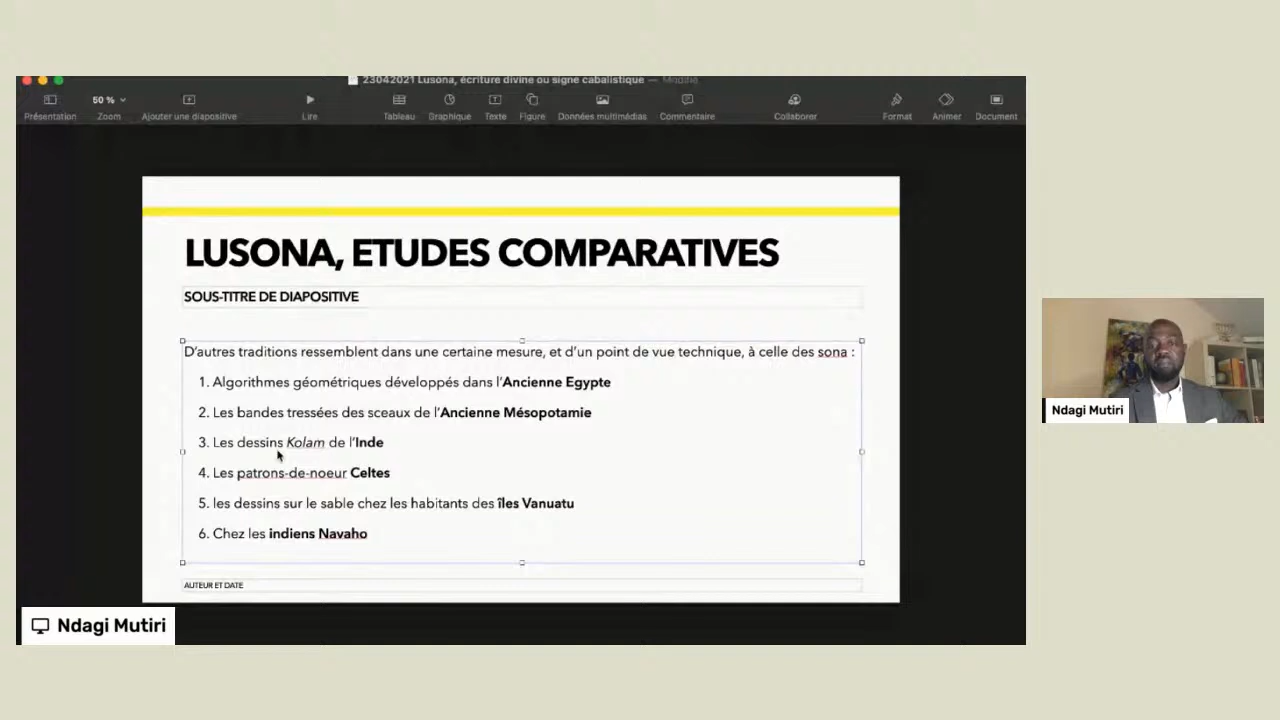 23042021 Lusona, écriture divine ou signe cabalistique — Modifié
50 %
Présentation
Zoom
Ajouter une diapositive
Lire
Tableau
Graphique
Texte
Figure
Données multimédias
Commentaire
Collaborer
Format
Animer
Document
LUSONA, ETUDES COMPARATIVES
SOUS-TITRE DE DIAPOSITIVE
D'autres traditions ressemblent dans une certaine mesure, et d'un point de vue technique, à celle des sona :
1. Algorithmes géométriques développés dans l'Ancienne Egypte
2. Les bandes tressées des sceaux de l'Ancienne Mésopotamie
3. Les dessins Kolam de l'Inde
4. Les patrons-de-noeur Celtes
5. les dessins sur le sable chez les habitants des îles Vanuatu
6. Chez les indiens Navaho
AUTEUR ET DATE
Ndagi Mutiri
Ndagi Mutiri